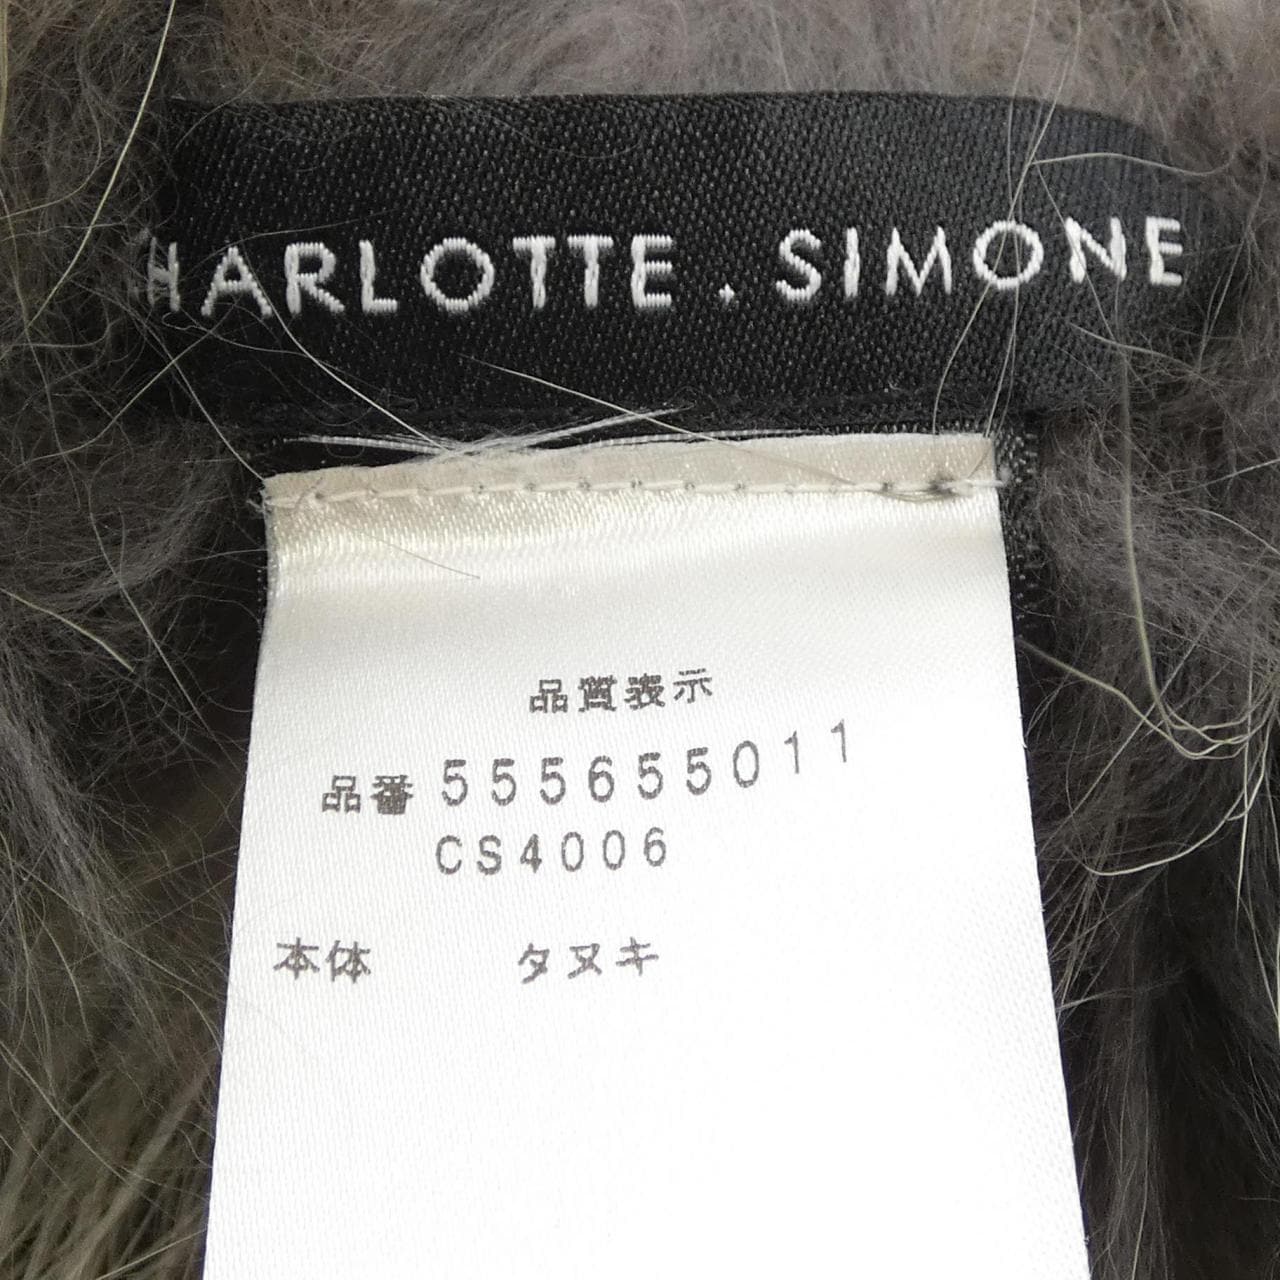 HARLOTTE . SIMONE
品質表示
品番 555655011
CS4006
本体 タヌキ